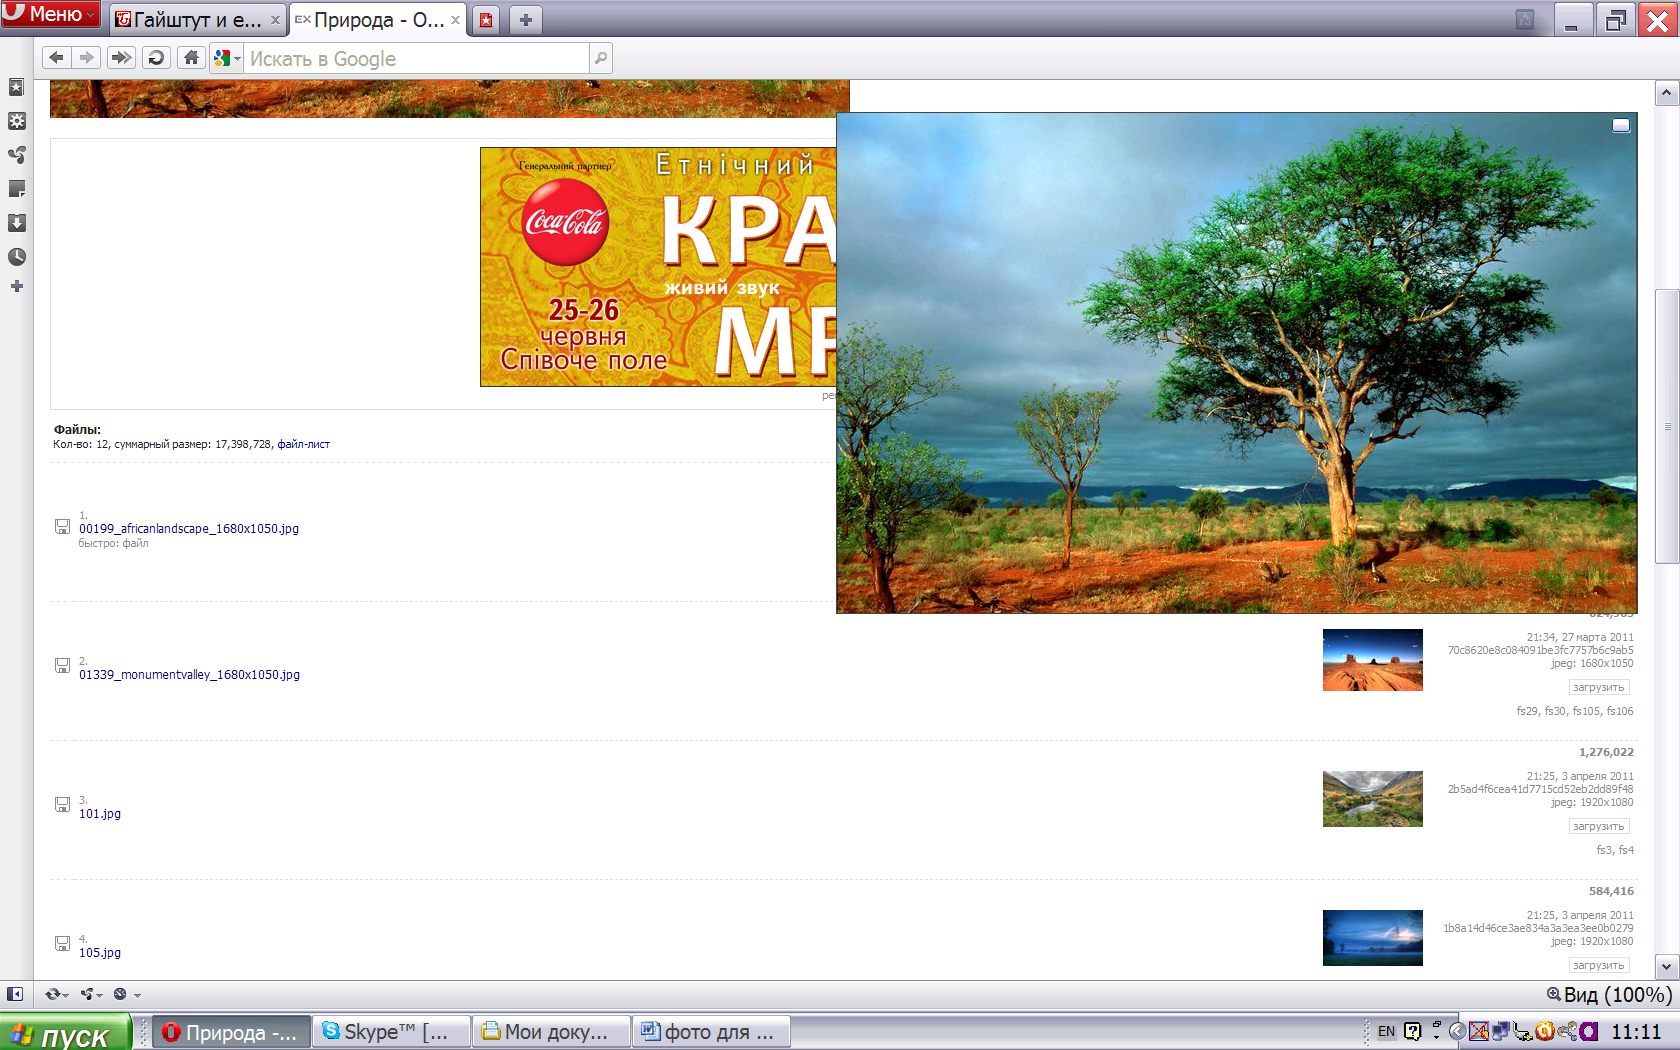 Меню
Гайштут и е...
EX Природа - О...
Искать в Google
Генеральний партнер
Етнічний
Coca-Cola
КРА
живий звук
25-26
червня
Співоче поле
Файлы:
Кол-во: 12, суммарный размер: 17,398,728, файл-лист
1.
00199_africanlandscape_1680x1050.jpg
быстро: файл
2.
01339_monumentvalley_1680x1050.jpg
21:34, 27 марта 2011
70c8620e8c084091be3fc7757b6c9ab5
jpeg: 1680x1050
загрузить
fs29, fs30, fs105, fs106
3.
101.jpg
1,276,022
21:25, 3 апреля 2011
2b5ad4f6cea41d7715cd52eb2dd89f48
jpeg: 1920x1080
загрузить
fs3, fs4
4.
105.jpg
584,416
21:25, 3 апреля 2011
1b8a14d46ce3ae834a3a3ea3ee0b0279
jpeg: 1920x1080
загрузить
Вид (100%)
пуск
Природа -...
Skype™ [...
Мои доку...
фото для ...
EN
11:11